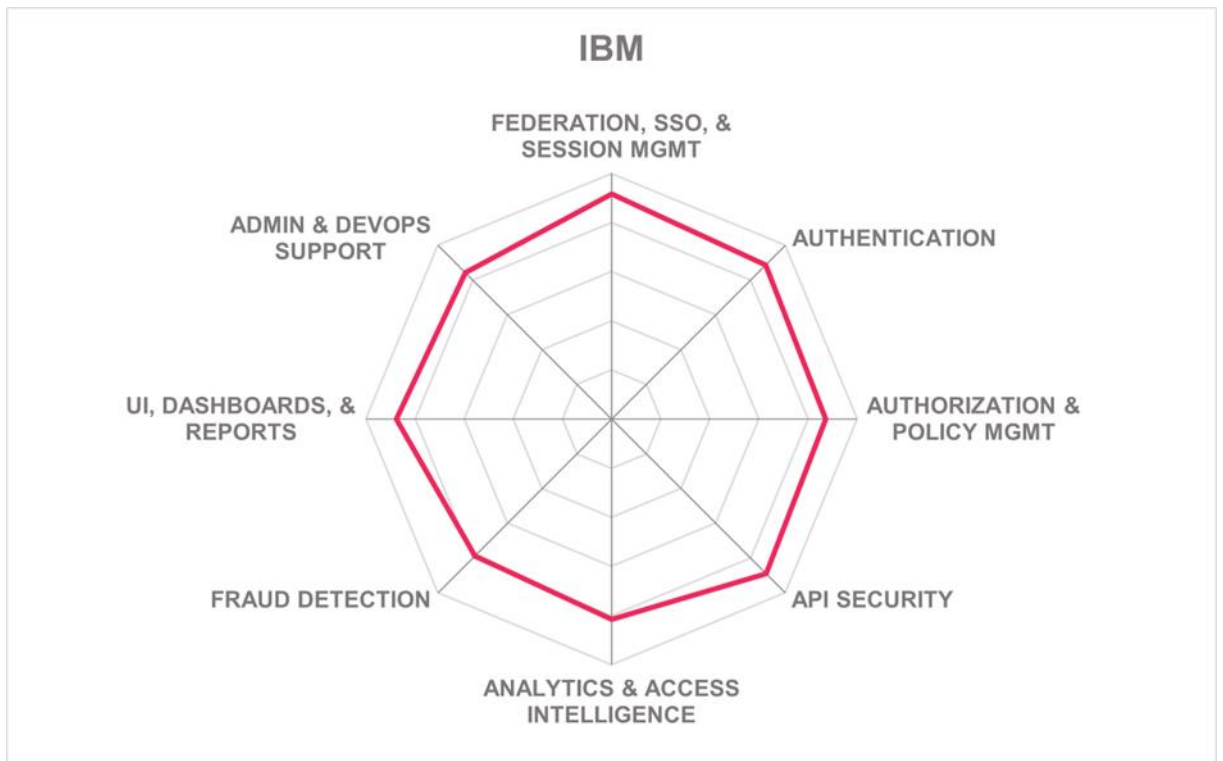 IBM
FEDERATION, SSO, &
SESSION MGMT
ADMIN & DEVOPS
SUPPORT
AUTHENTICATION
UI, DASHBOARDS, &
REPORTS
AUTHORIZATION &
POLICY MGMT
FRAUD DETECTION
API SECURITY
ANALYTICS & ACCESS
INTELLIGENCE